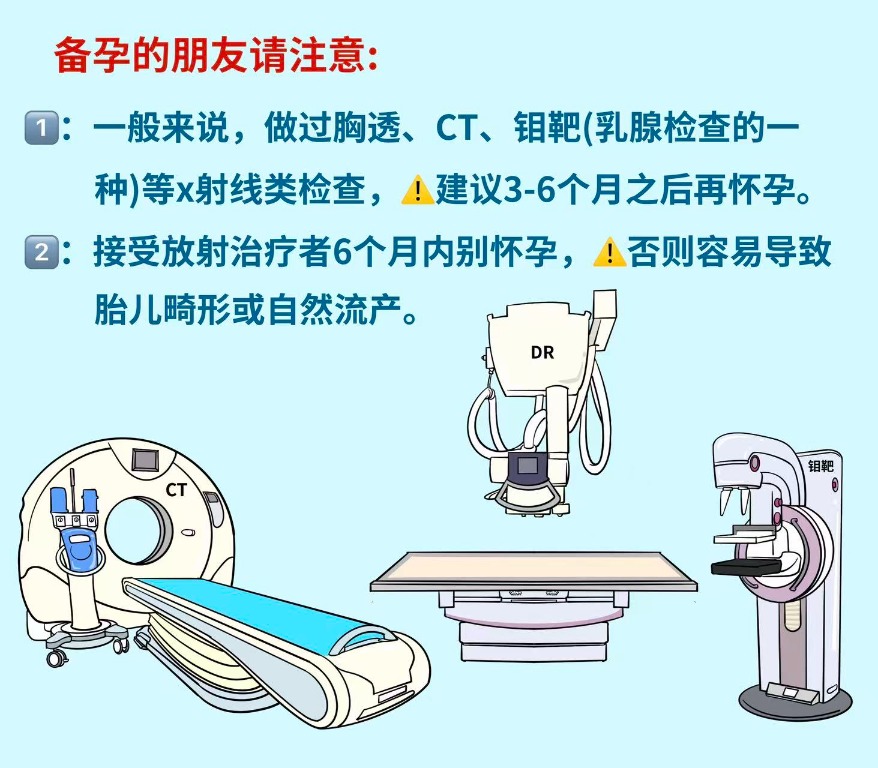 备孕的朋友请注意:
1：一般来说，做过胸透、CT、钼靶(乳腺检查的一
种)等x射线类检查，⚠️建议3-6个月之后再怀孕。
2：接受放射治疗者6个月内别怀孕，⚠️否则容易导致
胎儿畸形或自然流产。
DR
钼靶
CT